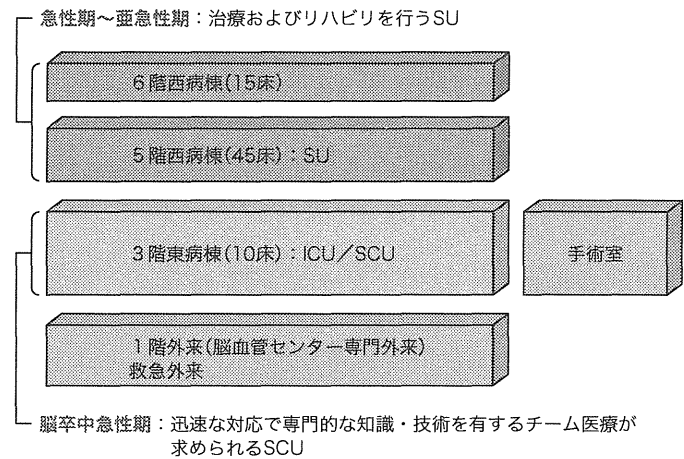 急性期〜亜急性期：治療およびリハビリを行うSU
6階西病棟(15床)
5階西病棟(45床)：SU
3階東病棟(10床)：ICU／SCU
手術室
1階外来(脳血管センター専門外来)
救急外来
脳卒中急性期：迅速な対応で専門的な知識・技術を有するチーム医療が
求められるSCU